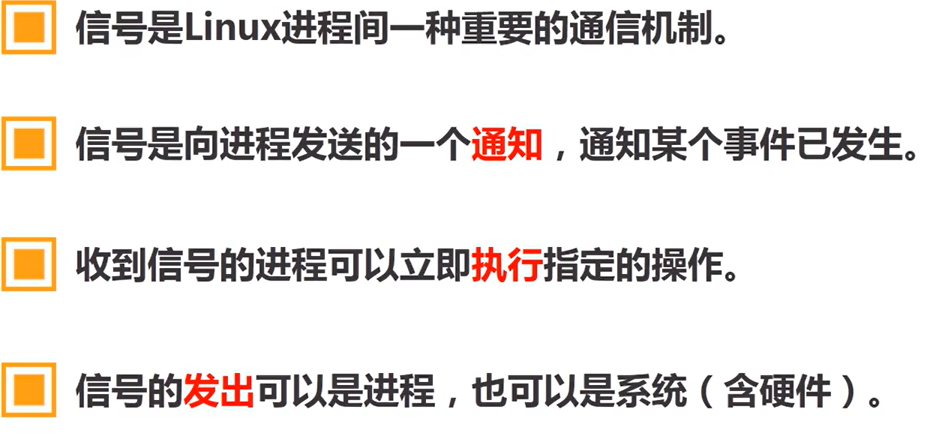 信号是Linux进程间一种重要的通信机制。
信号是向进程发送的一个通知，通知某个事件已发生。
收到信号的进程可以立即执行指定的操作。
信号的发出可以是进程，也可以是系统（含硬件）。